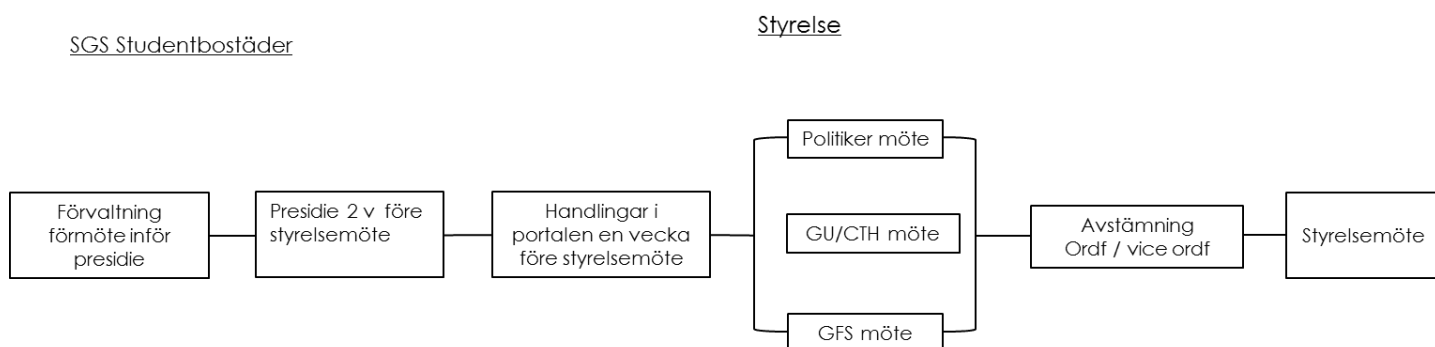 SGS Studentbostäder
Styrelse
Förvaltning
förmöte inför
presidie
Presidie 2 v före
styrelsemöte
Handlingar i
portalen en vecka
före styrelsemöte
Politiker möte
GU/CTH möte
GFS möte
Avstämning
Ordf / vice ordf
Styrelsemöte